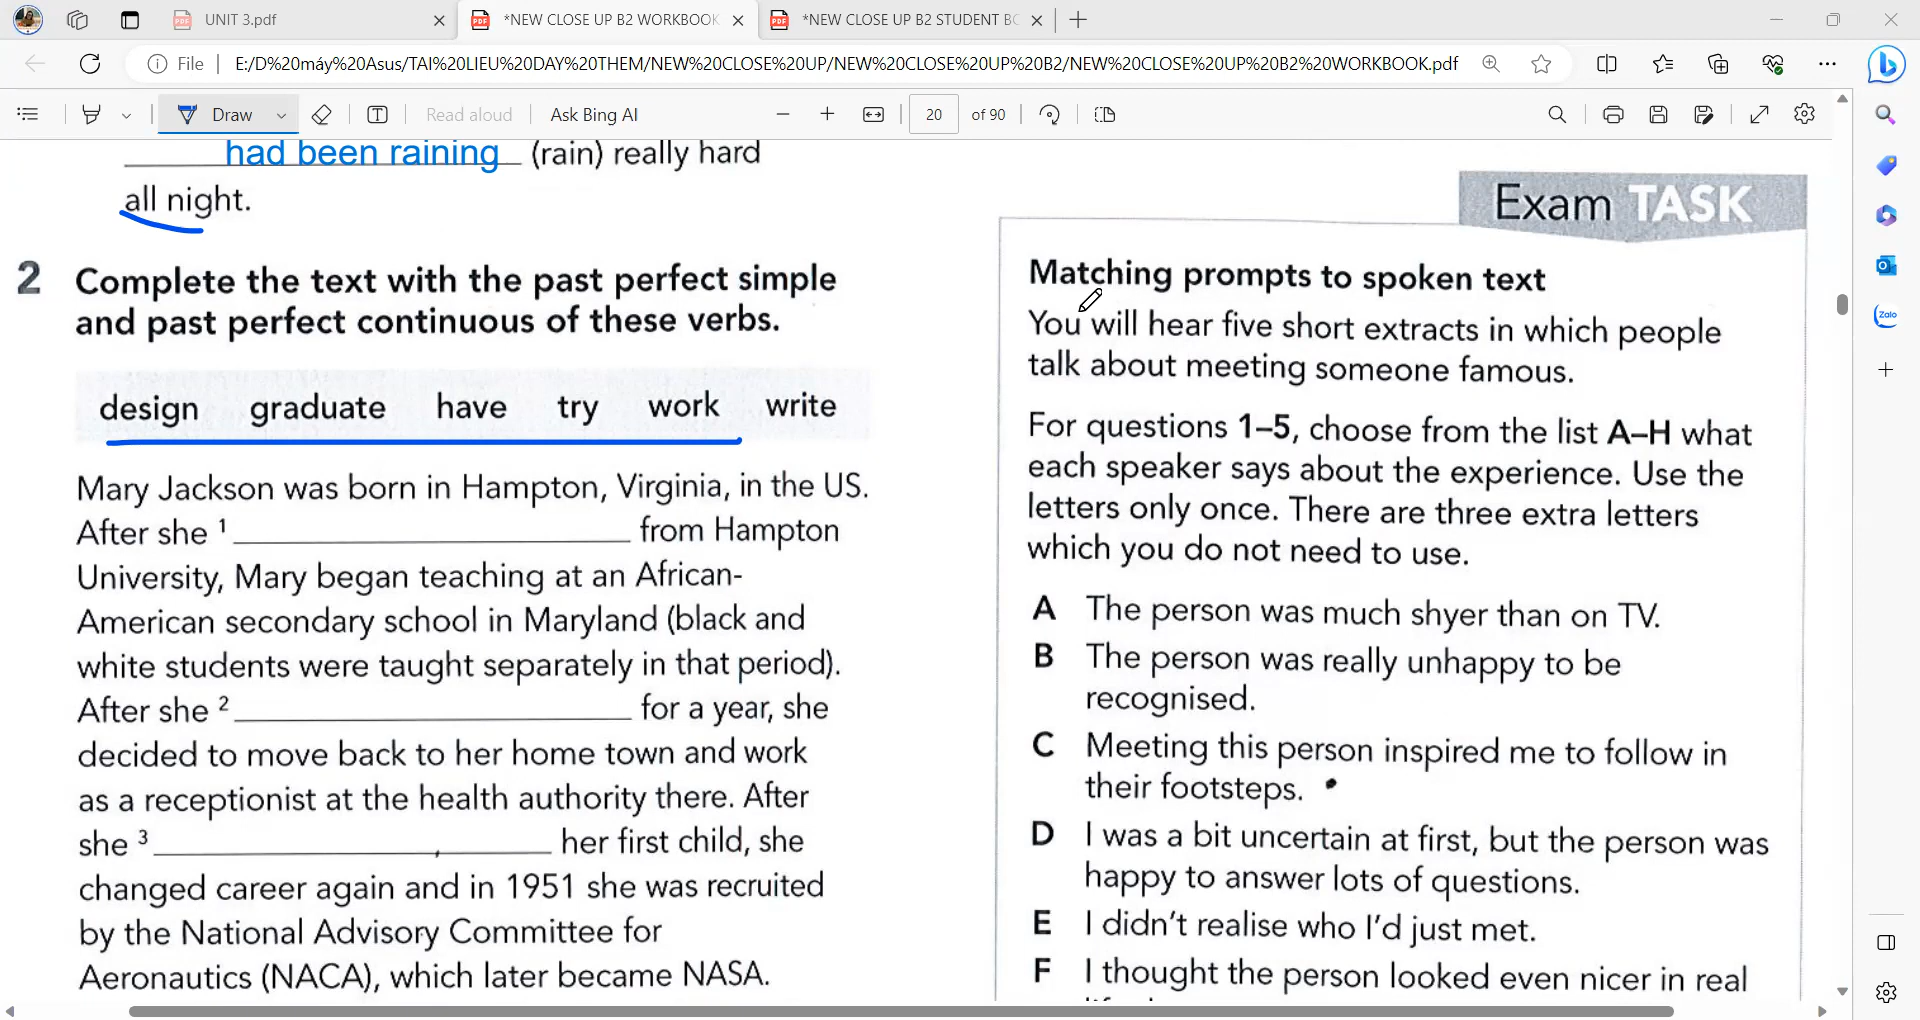 UNIT 3.pdf
*NEW CLOSE UP B2 WORKBOOK
*NEW CLOSE UP B2 STUDENT BO
File
E:/D%20máy%20Asus/TAI%20LIEU%20DAY%20THEM/NEW%20CLOSE%20UP/NEW%20CLOSE%20UP%20B2/NEW%20CLOSE%20UP%20B2%20WORKBOOK.pdf
Draw
Read aloud
Ask Bing AI
20
of 90
had been raining (rain) really hard
all night.
2 Complete the text with the past perfect simple
and past perfect continuous of these verbs.
design graduate have try work write
Mary Jackson was born in Hampton, Virginia, in the US.
After she 1 ____ from Hampton
University, Mary began teaching at an African-
American secondary school in Maryland (black and
white students were taught separately in that period).
After she 2 ____ for a year, she
decided to move back to her home town and work
as a receptionist at the health authority there. After
she 3 ____ her first child, she
changed career again and in 1951 she was recruited
by the National Advisory Committee for
Aeronautics (NACA), which later became NASA.
Exam TASK
Matching prompts to spoken text
You will hear five short extracts in which people
talk about meeting someone famous.
For questions 1–5, choose from the list A–H what
each speaker says about the experience. Use the
letters only once. There are three extra letters
which you do not need to use.
A The person was much shyer than on TV.
B The person was really unhappy to be
recognised.
C Meeting this person inspired me to follow in
their footsteps.
D I was a bit uncertain at first, but the person was
happy to answer lots of questions.
E I didn't realise who I'd just met.
F I thought the person looked even nicer in real
Zalo